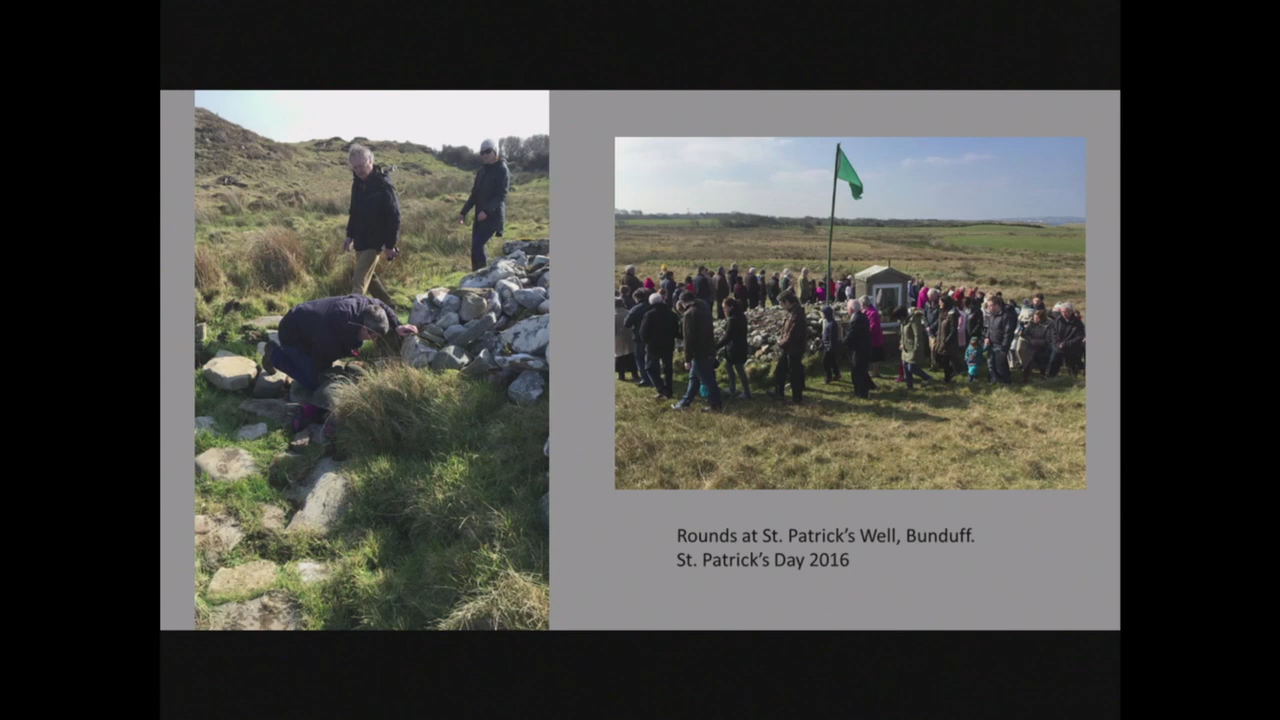 Rounds at St. Patrick’s Well, Bunduff.
St. Patrick’s Day 2016